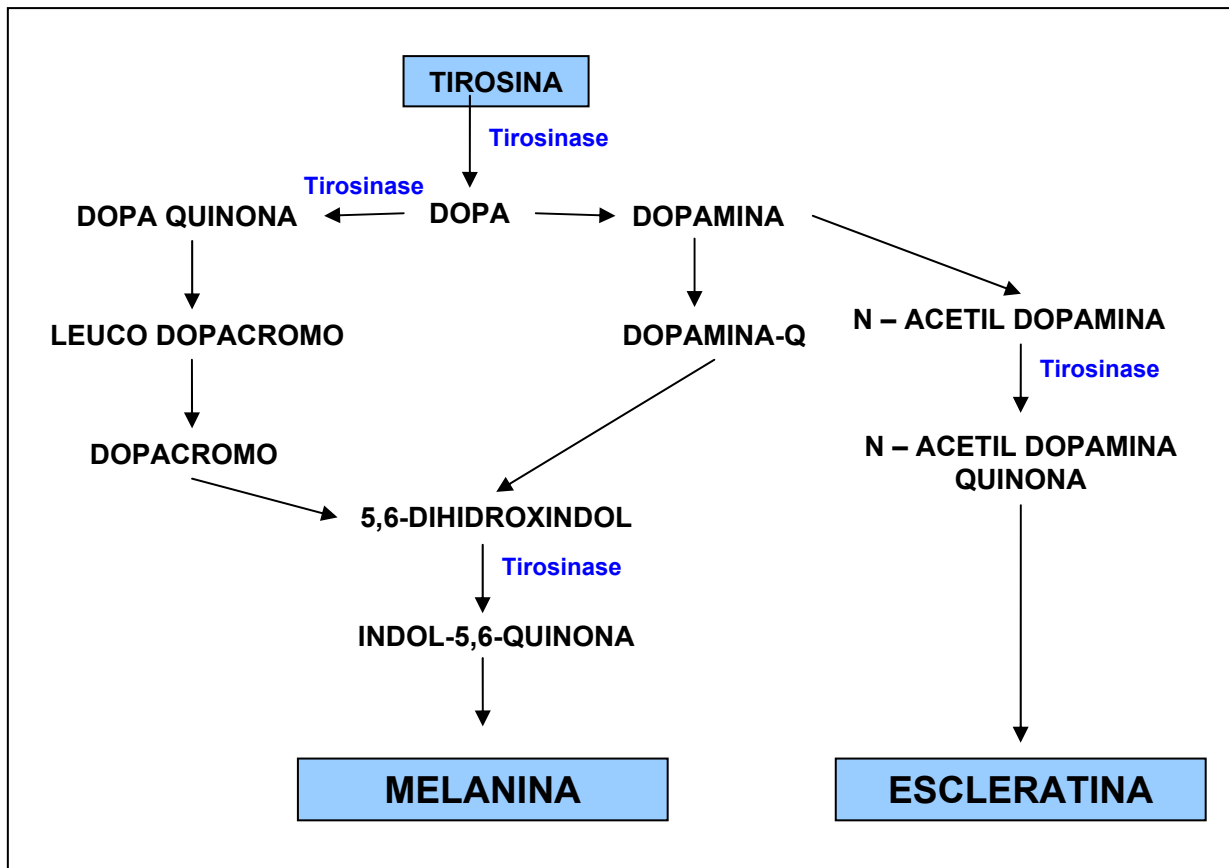 TIROSINA
Tirosinase
Tirosinase
DOPA QUINONA
DOPA
DOPAMINA
LEUCO DOPACROMO
DOPAMINA-Q
N – ACETIL DOPAMINA
Tirosinase
DOPACROMO
N – ACETIL DOPAMINA
QUINONA
5,6-DIHIDROXINDOL
Tirosinase
INDOL-5,6-QUINONA
MELANINA
ESCLERATINA